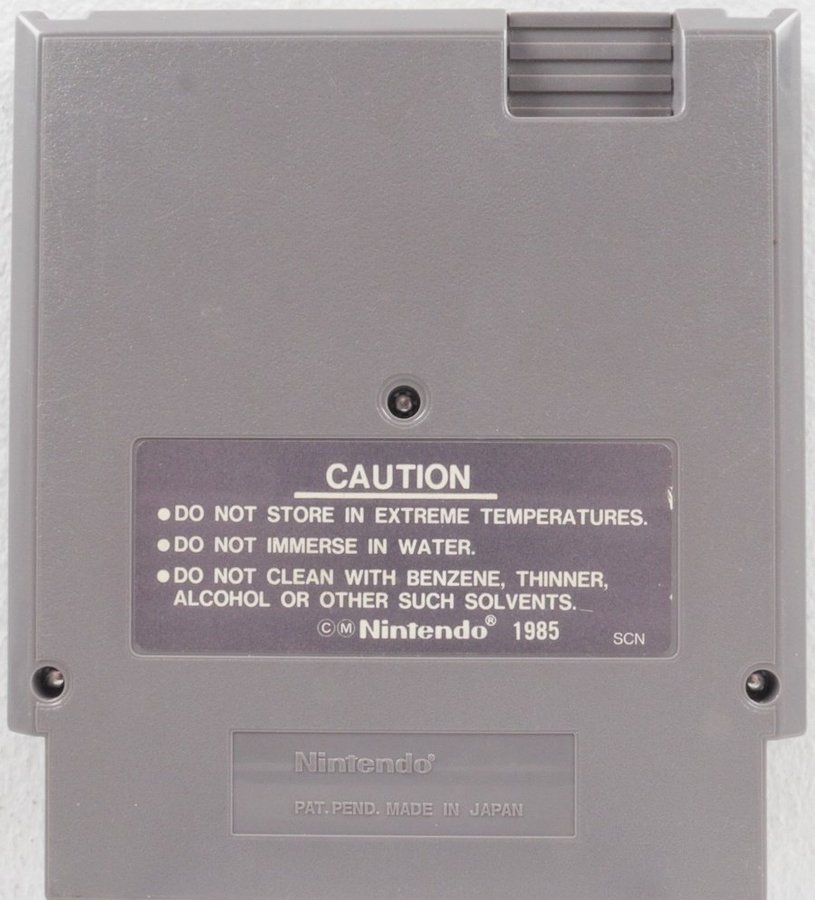 CAUTION
●DO NOT STORE IN EXTREME TEMPERATURES.
●DO NOT IMMERSE IN WATER.
●DO NOT CLEAN WITH BENZENE, THINNER,
ALCOHOL OR OTHER SUCH SOLVENTS.
ⒸⓂNintendo® 1985 SCN
Nintendo®
PAT. PEND. MADE IN JAPAN